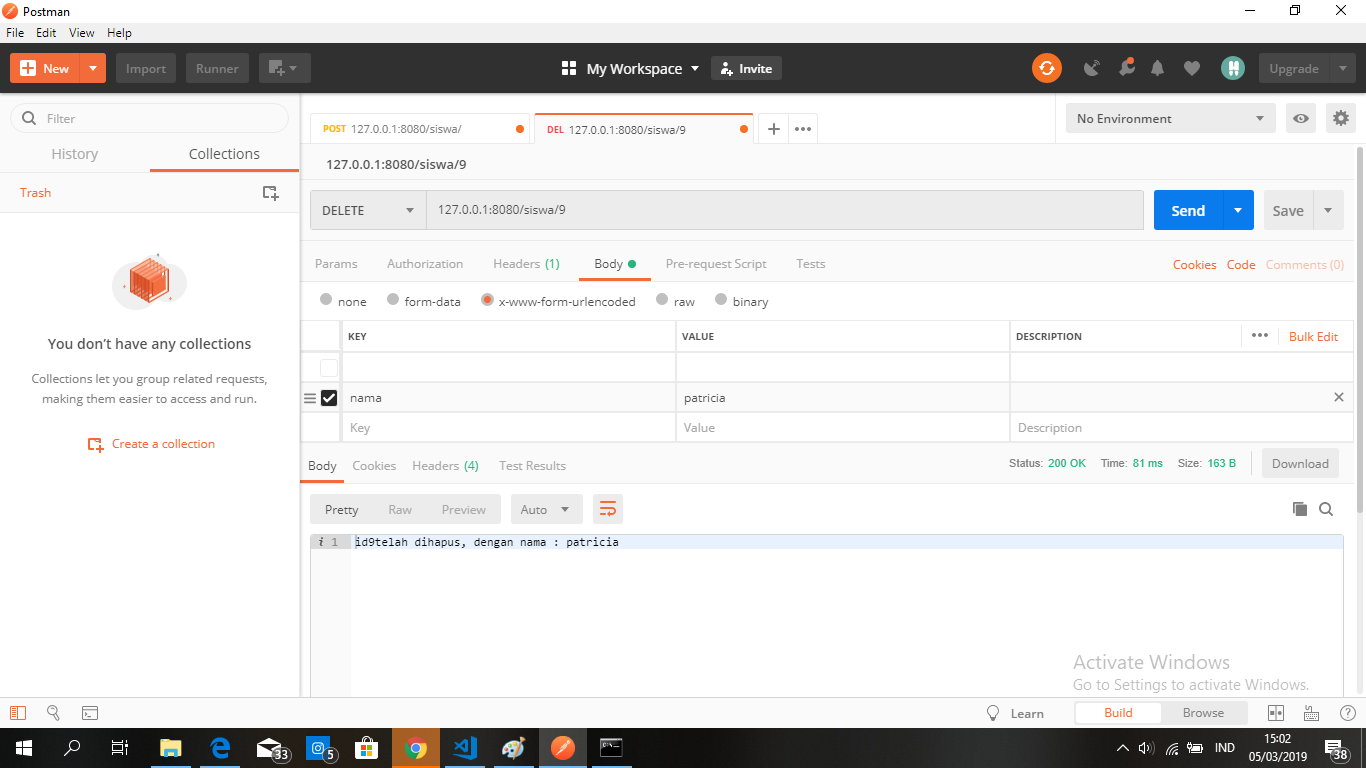 Postman
File Edit View Help
New Import Runner My Workspace Invite Upgrade
Filter
History Collections
Trash
You don't have any collections
Collections let you group related requests,
making them easier to access and run.
Create a collection
POST 127.0.0.1:8080/siswa/ DEL 127.0.0.1:8080/siswa/9 No Environment
127.0.0.1:8080/siswa/9
DELETE 127.0.0.1:8080/siswa/9 Send Save
Params Authorization Headers (1) Body Pre-request Script Tests Cookies Code Comments (0)
none form-data x-www-form-urlencoded raw binary
KEY VALUE DESCRIPTION Bulk Edit
nama patricia
Key Value Description
Body Cookies Headers (4) Test Results Status: 200 OK Time: 81 ms Size: 163 B Download
Pretty Raw Preview Auto
i 1 id9telah dihapus, dengan nama : patricia
Activate Windows
Go to Settings to activate Windows.
Learn Build Browse
33 5 IND 15:02
05/03/2019 38